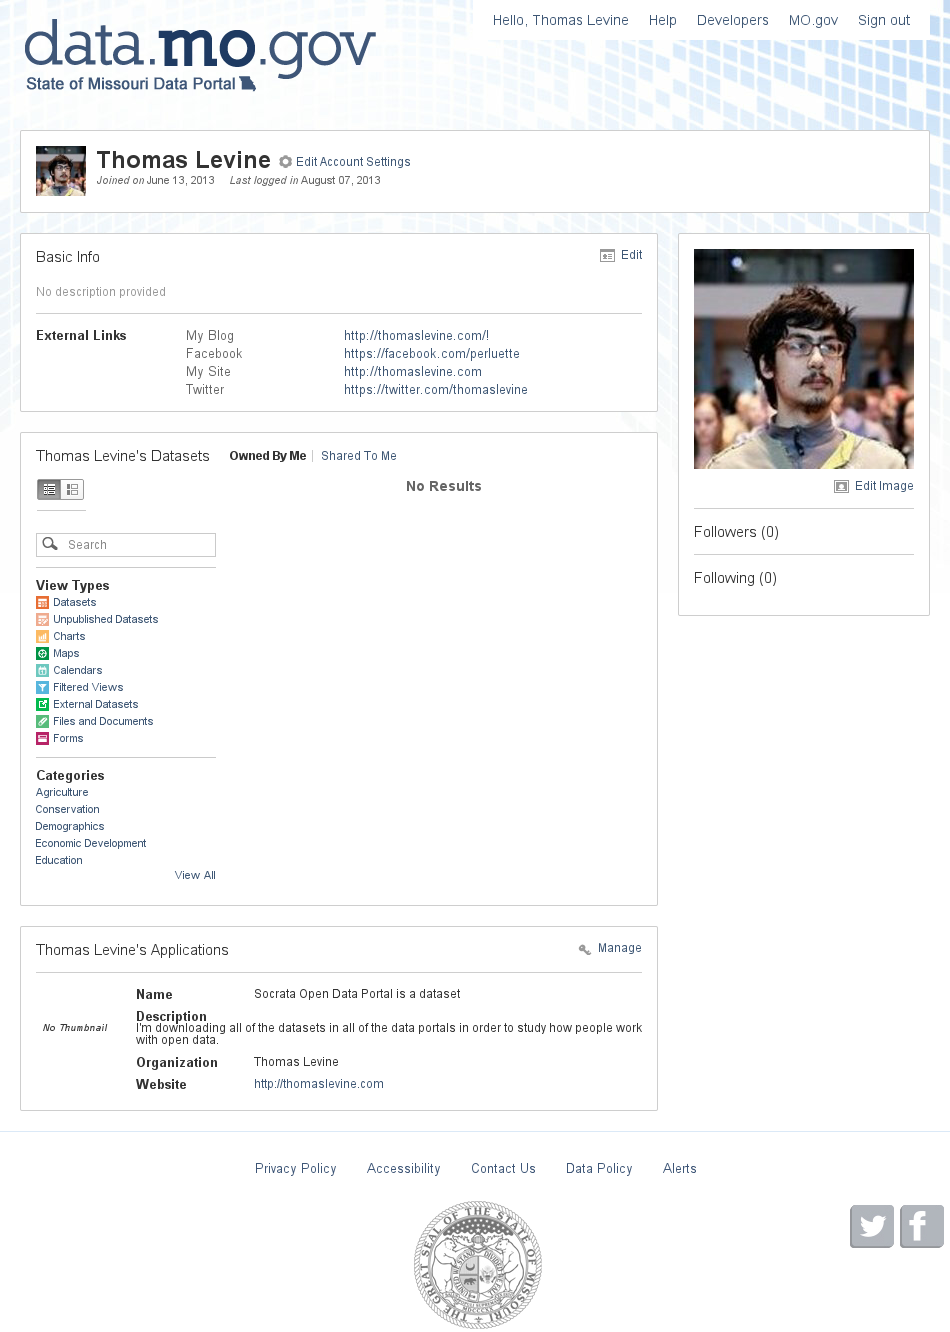 Hello, Thomas Levine Help Developers MO.gov Sign out
data.mo.gov
State of Missouri Data Portal
Thomas Levine Edit Account Settings
Joined on June 13, 2013 Last logged in August 07, 2013
Basic Info Edit
No description provided
External Links My Blog http://thomaslevine.com/!
Facebook https://facebook.com/perluette
My Site http://thomaslevine.com
Twitter https://twitter.com/thomaslevine
Edit Image
Followers (0)
Following (0)
Thomas Levine's Datasets Owned By Me Shared To Me
No Results
Search
View Types
Datasets
Unpublished Datasets
Charts
Maps
Calendars
Filtered Views
External Datasets
Files and Documents
Forms
Categories
Agriculture
Conservation
Demographics
Economic Development
Education
View All
Thomas Levine's Applications Manage
No Thumbnail
Name Socrata Open Data Portal is a dataset
Description
I'm downloading all of the datasets in all of the data portals in order to study how people work
with open data.
Organization Thomas Levine
Website http://thomaslevine.com
Privacy Policy Accessibility Contact Us Data Policy Alerts
THE GREAT SEAL OF THE STATE OF MISSOURI